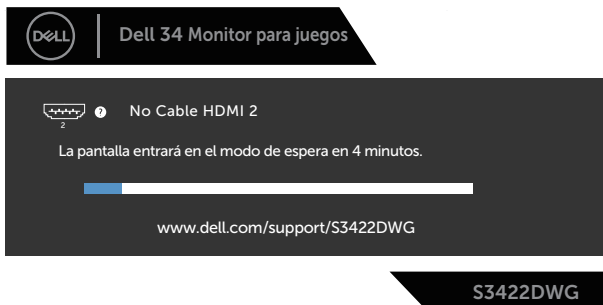 DELL
Dell 34 Monitor para juegos
2
?
No Cable HDMI 2
La pantalla entrará en el modo de espera en 4 minutos.
www.dell.com/support/S3422DWG
S3422DWG